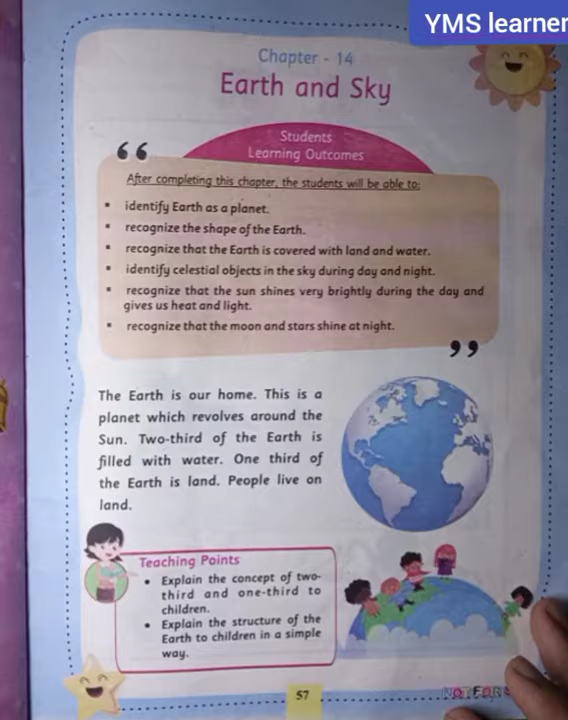 YMS learner
Chapter - 14
Earth and Sky
Students
Learning Outcomes
After completing this chapter, the students will be able to:
▪ identify Earth as a planet.
▪ recognize the shape of the Earth.
▪ recognize that the Earth is covered with land and water.
▪ identify celestial objects in the sky during day and night.
▪ recognize that the sun shines very brightly during the day and
gives us heat and light.
▪ recognize that the moon and stars shine at night.
The Earth is our home. This is a
planet which revolves around the
Sun. Two-third of the Earth is
filled with water. One third of
the Earth is land. People live on
land.
Teaching Points
• Explain the concept of two-
third and one-third to
children.
• Explain the structure of the
Earth to children in a simple
way.
57
NOT FOR